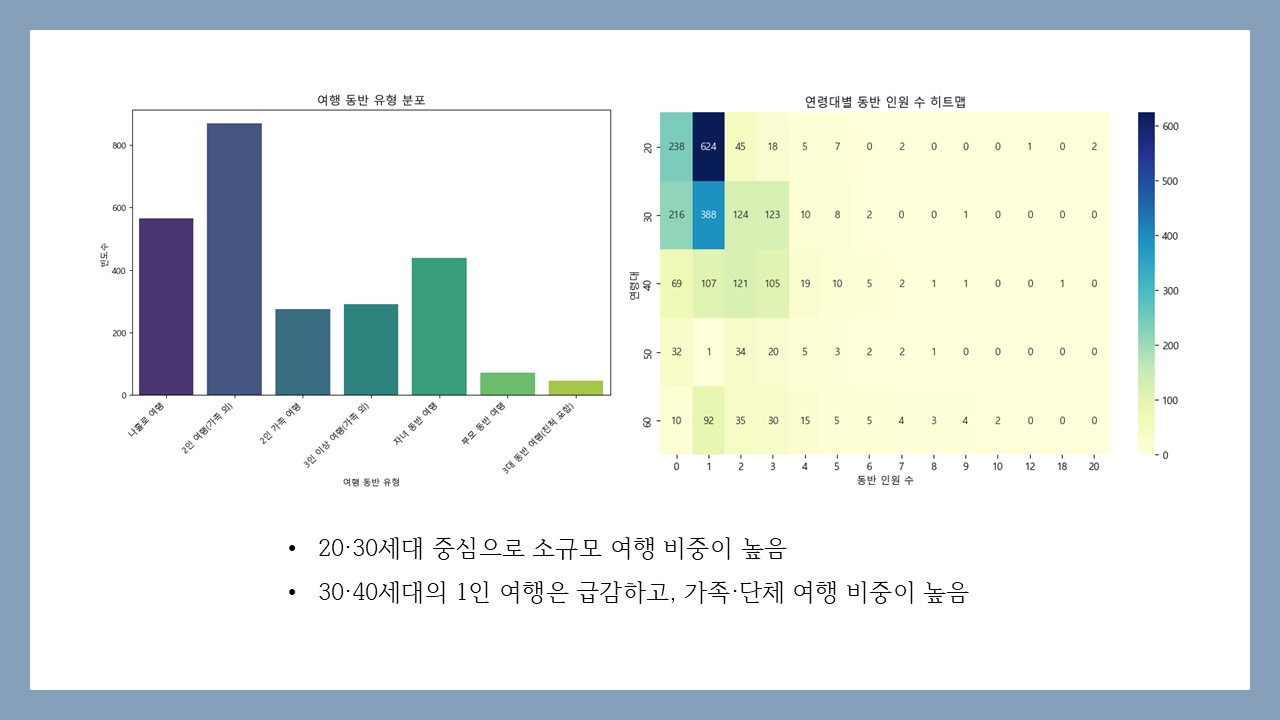 여행 동반 유형 분포
빈도수
800
600
400
200
0
나홀로 여행
2인 여행(가족 외)
2인 가족 여행
3인 이상 여행(가족 외)
자녀 동반 여행
부모 동반 여행
3대 동반 여행(친척 포함)
여행 동반 유형
연령대별 동반 인원 수 히트맵
연령대
20 238 624 45 18 5 7 0 2 0 0 0 1 0 2
30 216 388 124 123 10 8 2 0 0 1 0 0 0 0
40 69 107 121 105 19 10 5 2 1 1 0 0 1 0
50 32 1 34 20 5 3 2 2 1 0 0 0 0 0
60 10 92 35 30 15 5 5 4 3 4 2 0 0 0
0 1 2 3 4 5 6 7 8 9 10 12 18 20
동반 인원 수
600
500
400
300
200
100
0
• 20·30세대 중심으로 소규모 여행 비중이 높음
• 30·40세대의 1인 여행은 급감하고, 가족·단체 여행 비중이 높음